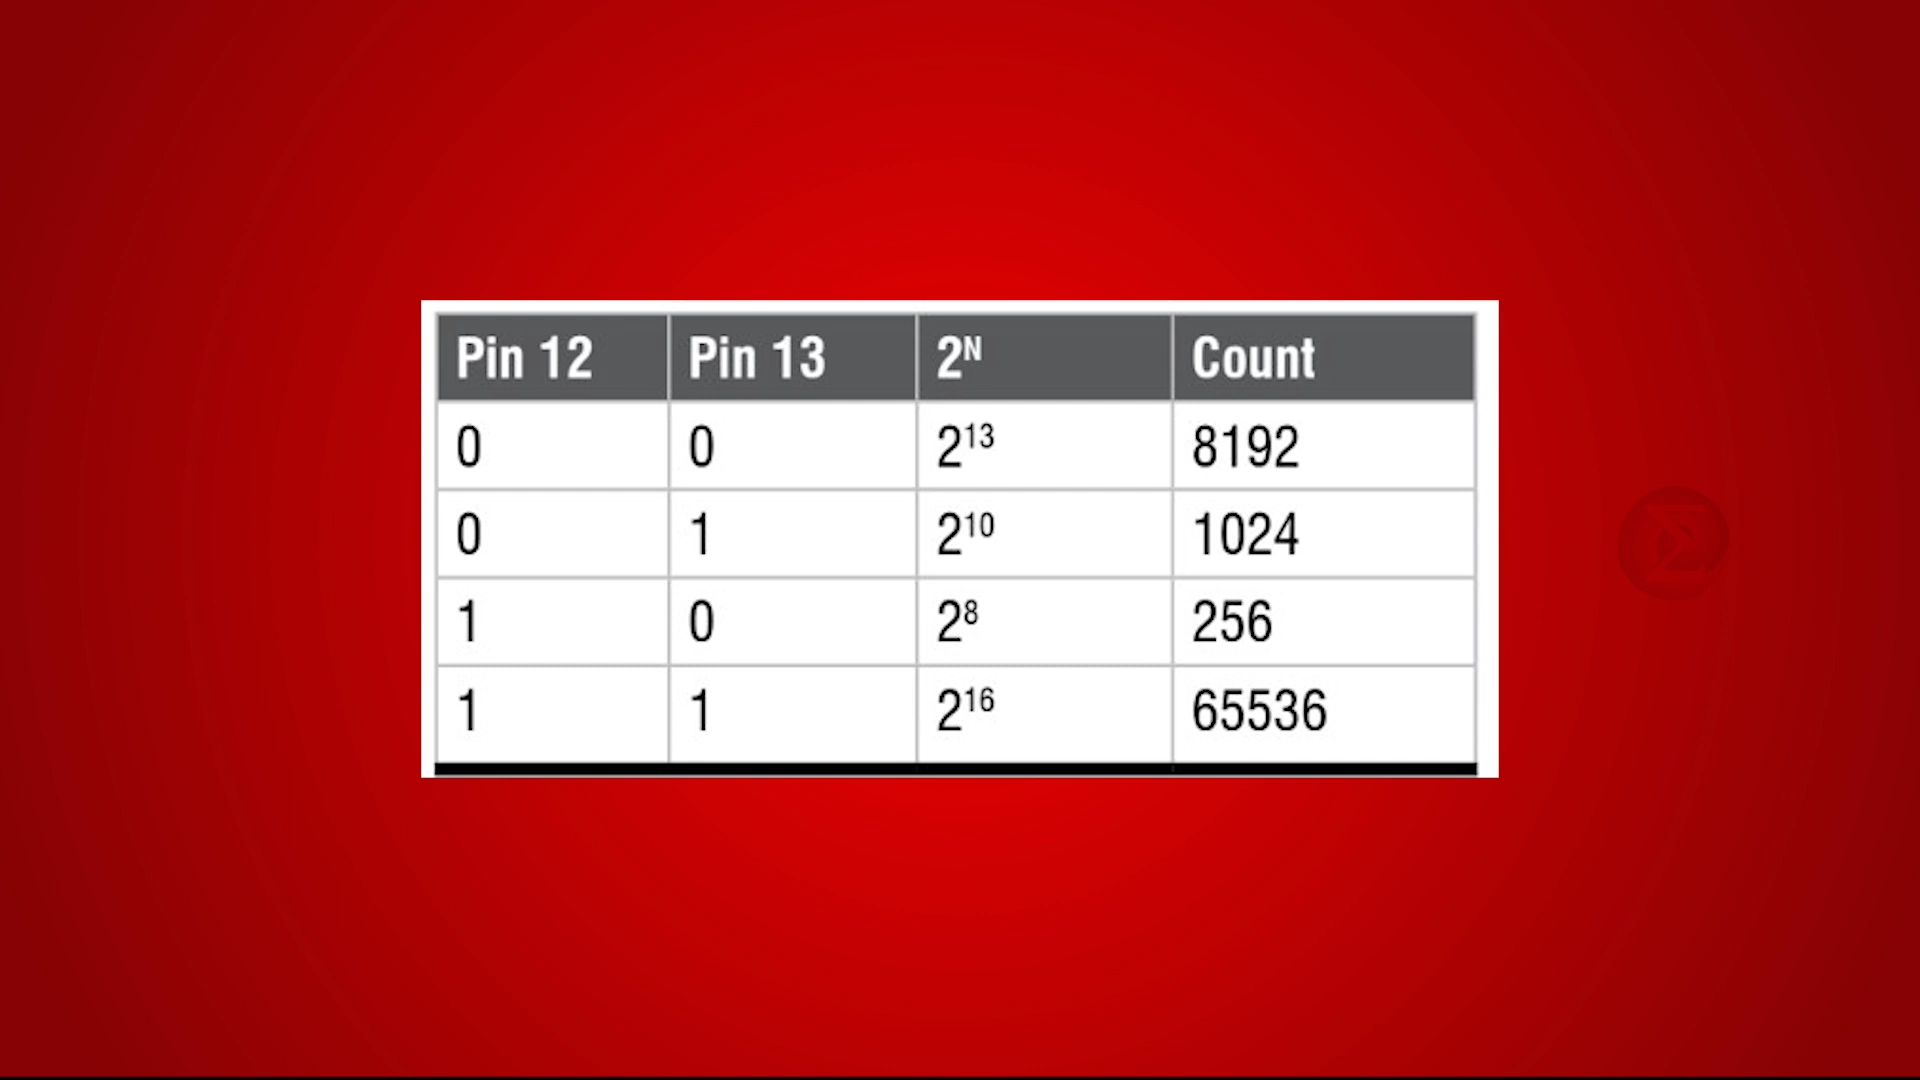 Pin 12 Pin 13 2ᴺ Count
0 0 2¹³ 8192
0 1 2¹⁰ 1024
1 0 2⁸ 256
1 1 2¹⁶ 65536